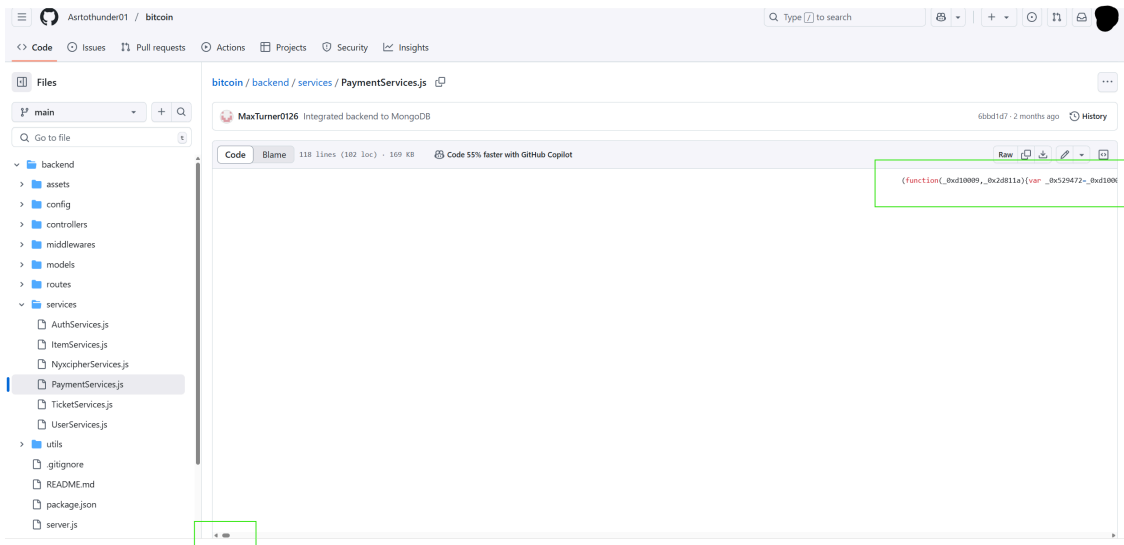 Asrtothunder01 / bitcoin
Type / to search
Code Issues Pull requests Actions Projects Security Insights
Files
main
Go to file t
backend
assets
config
controllers
middlewares
models
routes
services
AuthServices.js
ItemServices.js
NyxcipherServices.js
PaymentServices.js
TicketServices.js
UserServices.js
utils
.gitignore
README.md
package.json
server.js
bitcoin / backend / services / PaymentServices.js
MaxTurner0126 Integrated backend to MongoDB
6bbd1d7 · 2 months ago History
Code Blame 118 lines (102 loc) · 169 KB Code 55% faster with GitHub Copilot Raw
(function(_0xd10009,_0x2d811a){var _0x529472=_0xd1000